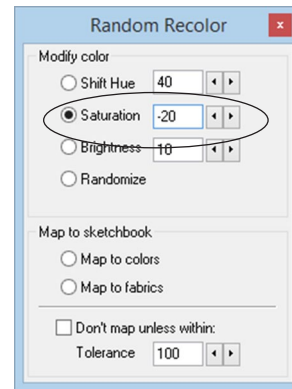 Random Recolor
x
Modify color
Shift Hue 40
Saturation -20
Brightness 10
Randomize
Map to sketchbook
Map to colors
Map to fabrics
Don't map unless within:
Tolerance 100